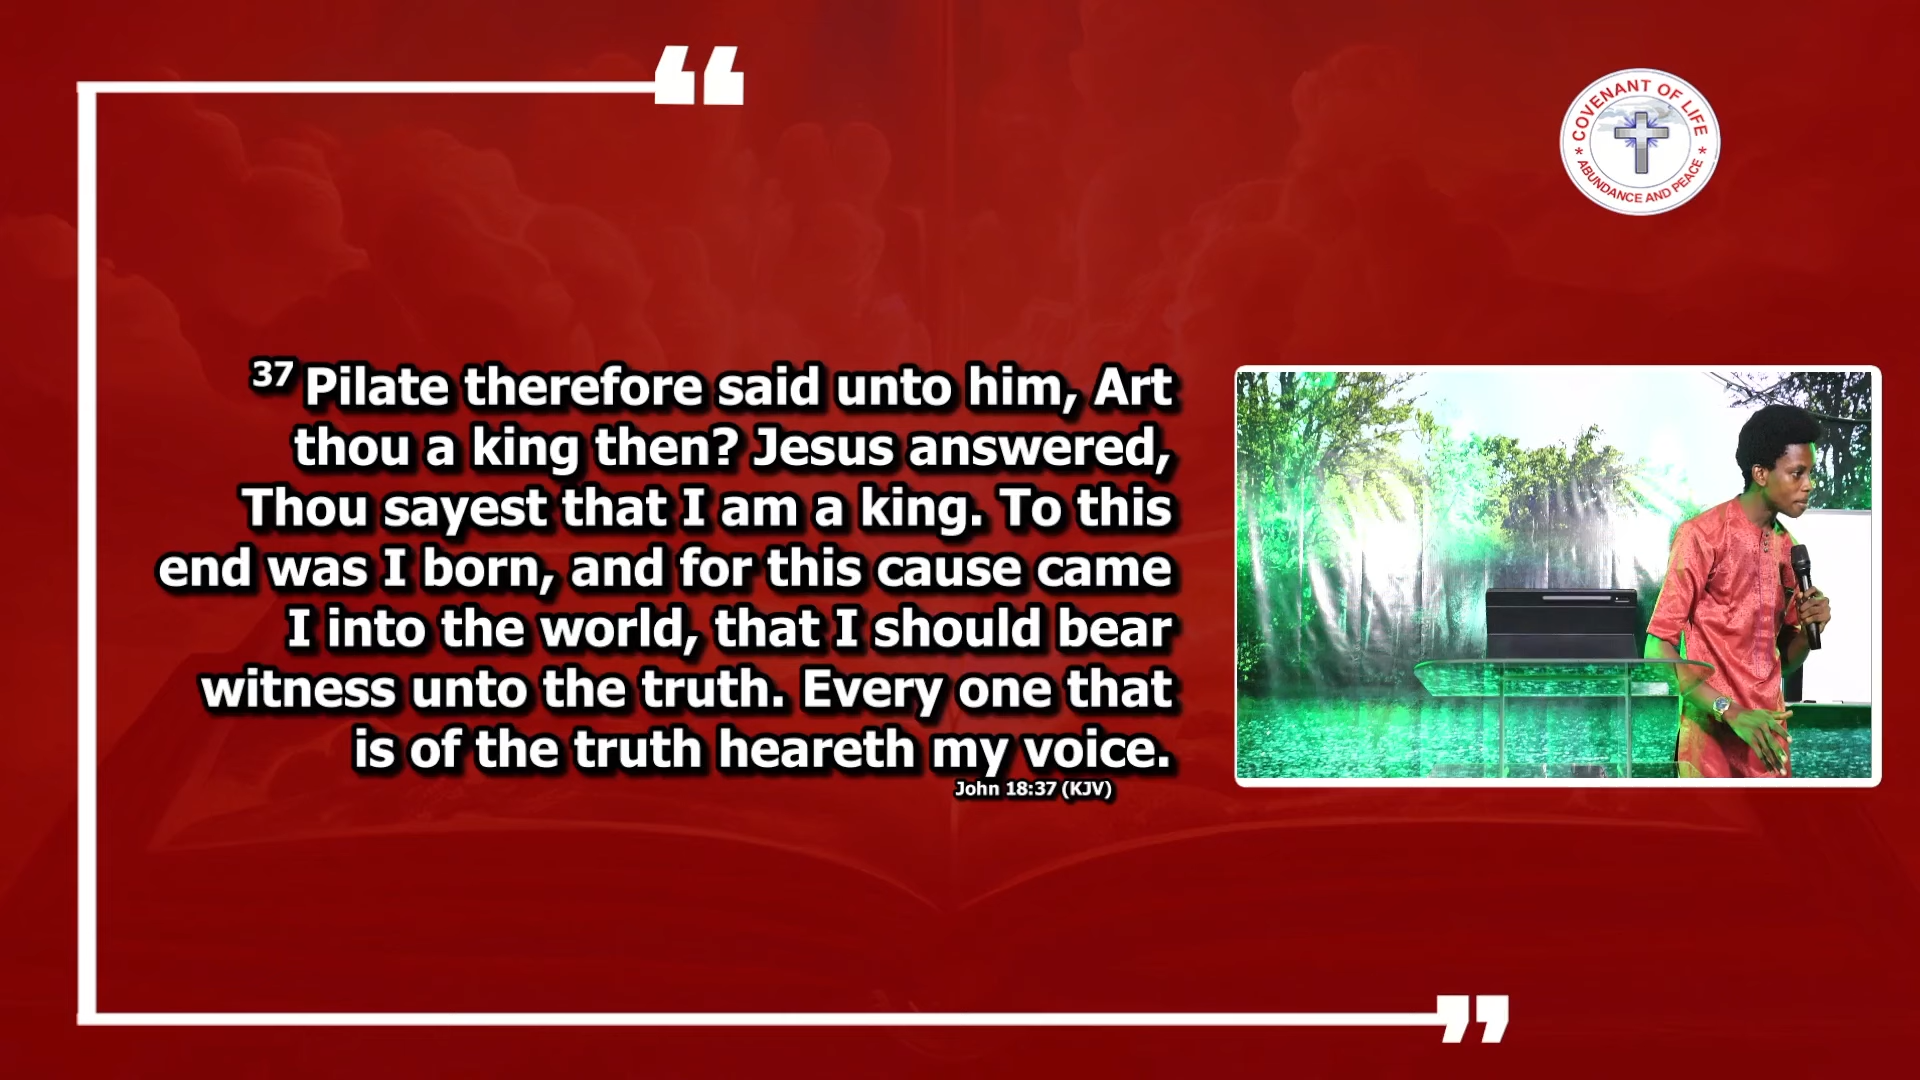 “
COVENANT OF LIFE
* ABUNDANCE AND PEACE *
37 Pilate therefore said unto him, Art
thou a king then? Jesus answered,
Thou sayest that I am a king. To this
end was I born, and for this cause came
I into the world, that I should bear
witness unto the truth. Every one that
is of the truth heareth my voice.
John 18:37 (KJV)
”